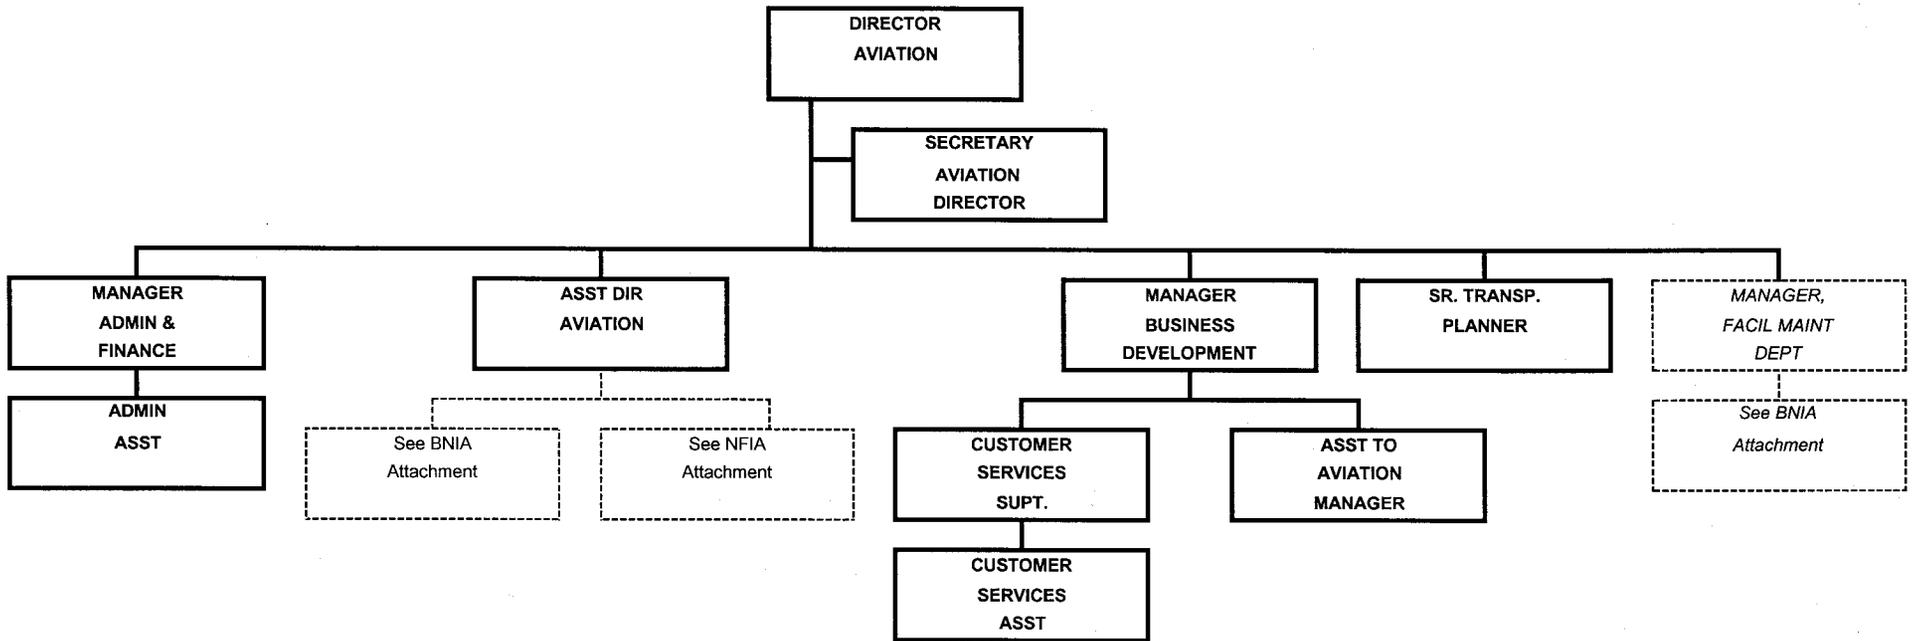 DIRECTOR
AVIATION
SECRETARY
AVIATION
DIRECTOR
MANAGER
ADMIN &
FINANCE
ASST DIR
AVIATION
MANAGER
BUSINESS
DEVELOPMENT
SR. TRANSP.
PLANNER
MANAGER,
FACIL MAINT
DEPT
ADMIN
ASST
See BNIA
Attachment
See NFIA
Attachment
CUSTOMER
SERVICES
SUPT.
ASST TO
AVIATION
MANAGER
See BNIA
Attachment
CUSTOMER
SERVICES
ASST